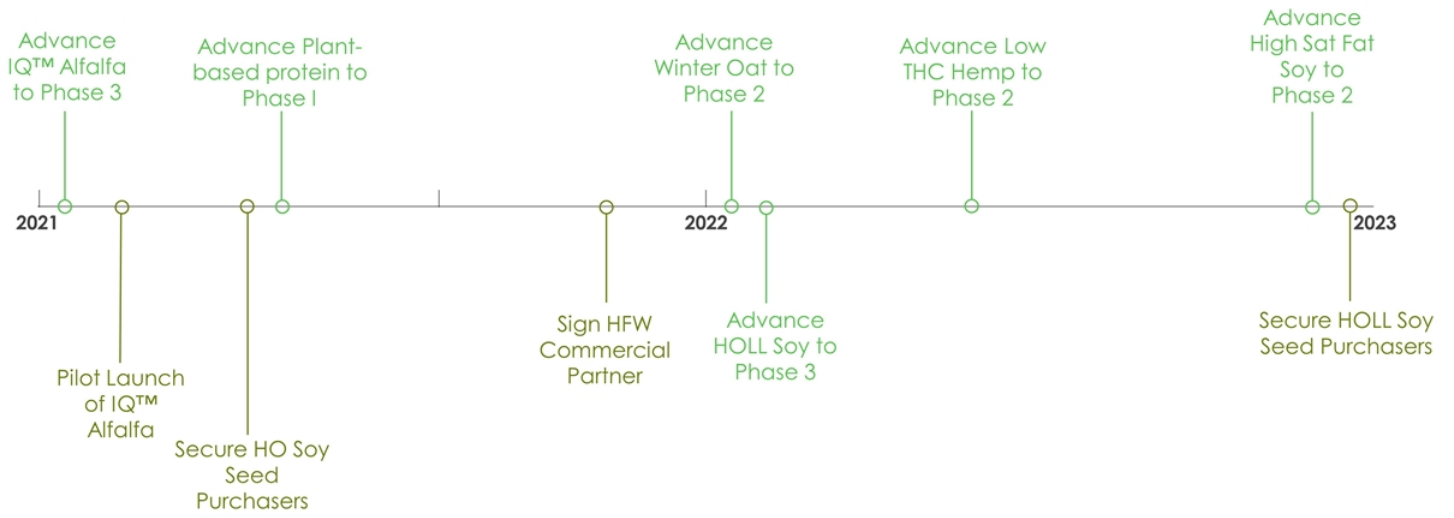 Advance
IQ™ Alfalfa
to Phase 3
Advance Plant-
based protein to
Phase I
Advance
Winter Oat to
Phase 2
Advance Low
THC Hemp to
Phase 2
Advance
High Sat Fat
Soy to
Phase 2
2021
2022
2023
Pilot Launch
of IQ™
Alfalfa
Secure HO Soy
Seed
Purchasers
Sign HFW
Commercial
Partner
Advance
HOLL Soy to
Phase 3
Secure HOLL Soy
Seed Purchasers